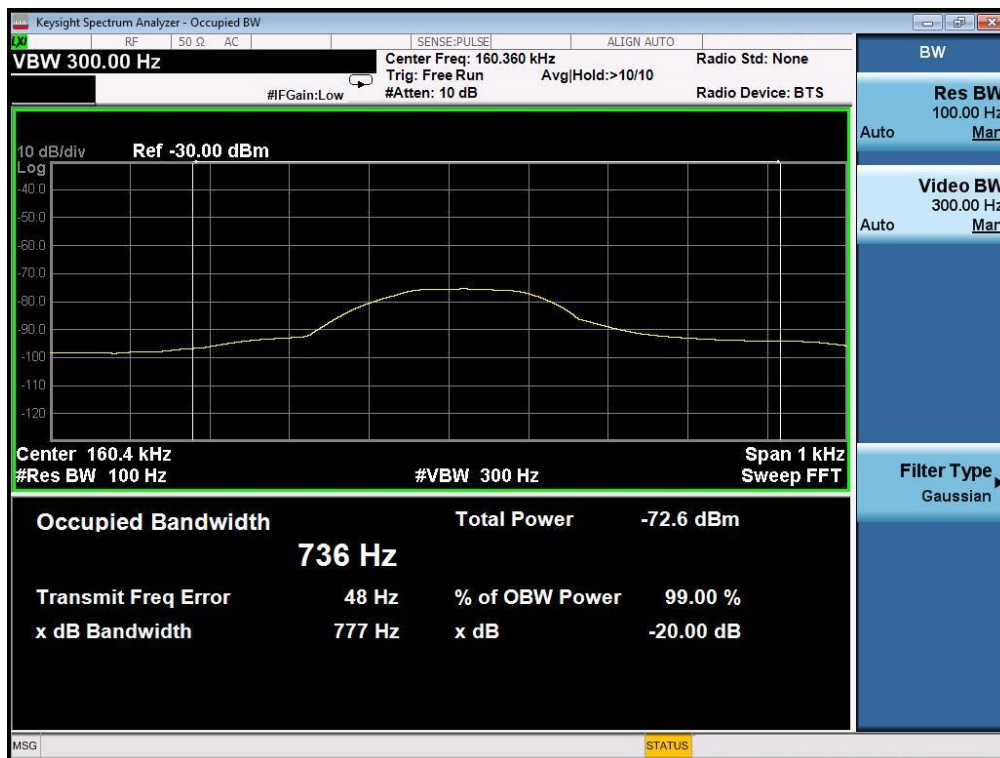 Keysight Spectrum Analyzer - Occupied BW
LXI RF 50 Ω AC SENSE:PULSE ALIGN AUTO
VBW 300.00 Hz
Center Freq: 160.360 kHz Radio Std: None
Trig: Free Run Avg|Hold:>10/10
#IFGain:Low #Atten: 10 dB Radio Device: BTS
10 dB/div Ref -30.00 dBm
Log
-40.0
-50.0
-60.0
-70.0
-80.0
-90.0
-100
-110
-120
Center 160.4 kHz Span 1 kHz
#Res BW 100 Hz #VBW 300 Hz Sweep FFT
Occupied Bandwidth Total Power -72.6 dBm
736 Hz
Transmit Freq Error 48 Hz % of OBW Power 99.00 %
x dB Bandwidth 777 Hz x dB -20.00 dB
BW
Res BW
100.00 Hz
Auto Man
Video BW
300.00 Hz
Auto Man
Filter Type
Gaussian
MSG STATUS